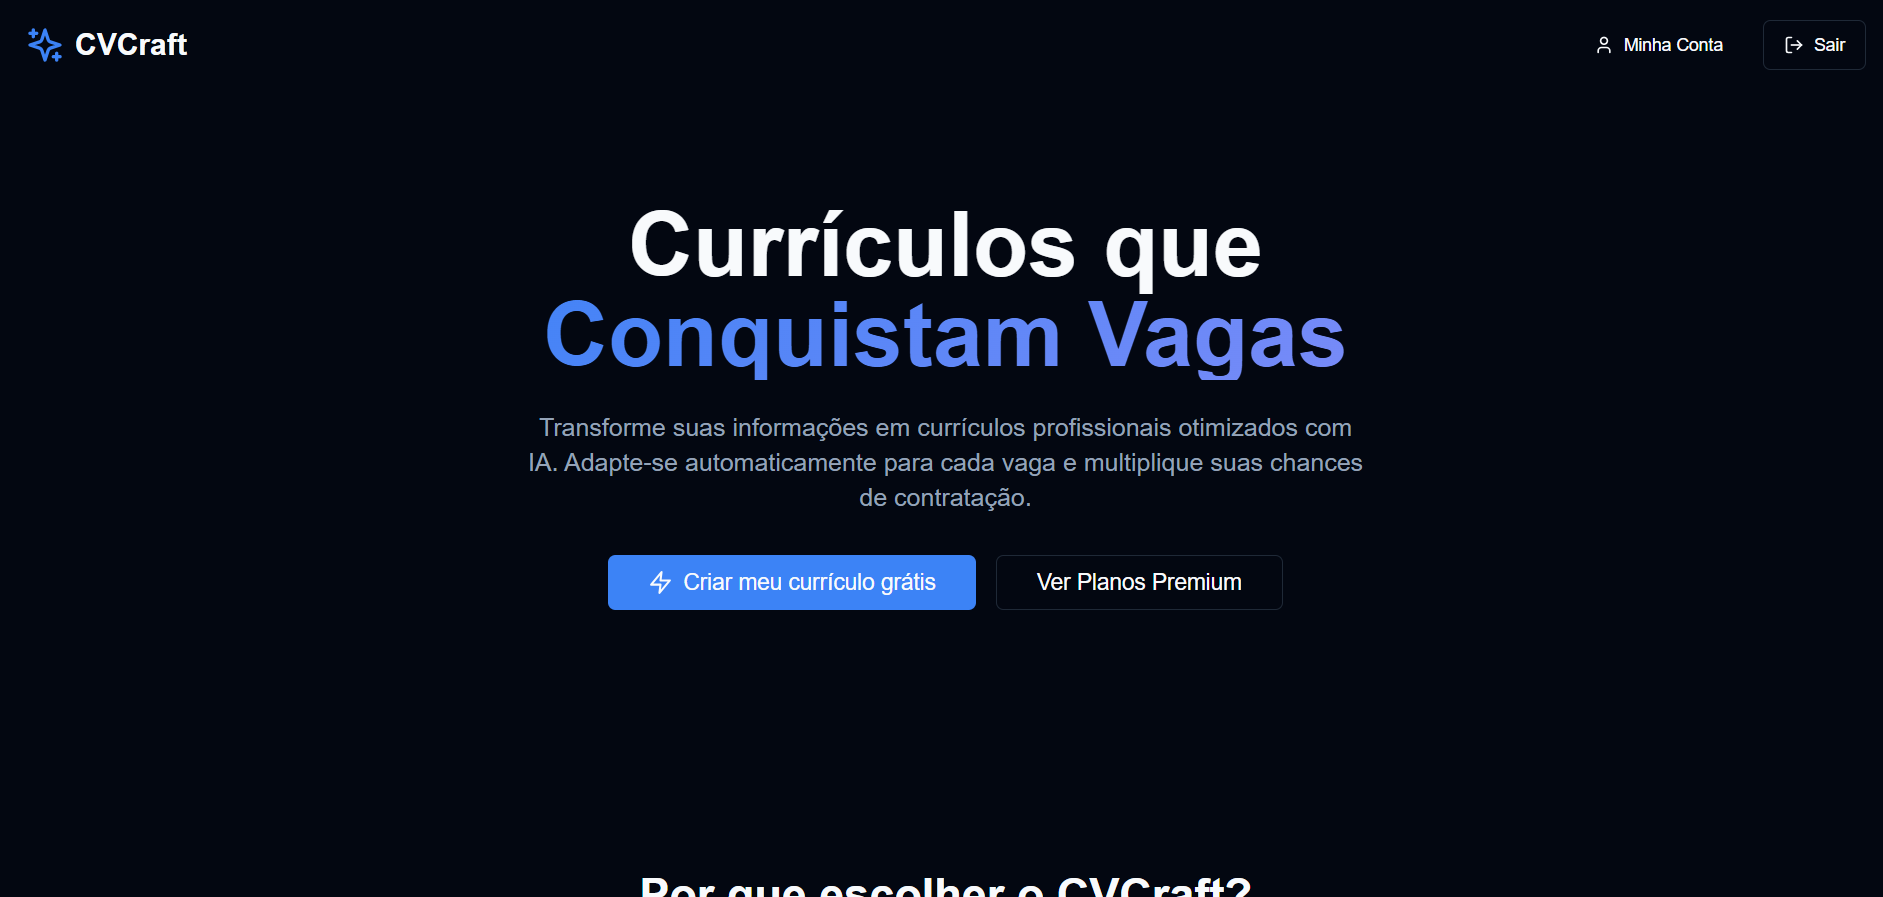 CVCraft
Minha Conta
Sair
Currículos que
Conquistam Vagas
Transforme suas informações em currículos profissionais otimizados com
IA. Adapte-se automaticamente para cada vaga e multiplique suas chances
de contratação.
Criar meu currículo grátis
Ver Planos Premium
Por que escolher o CVCraft?